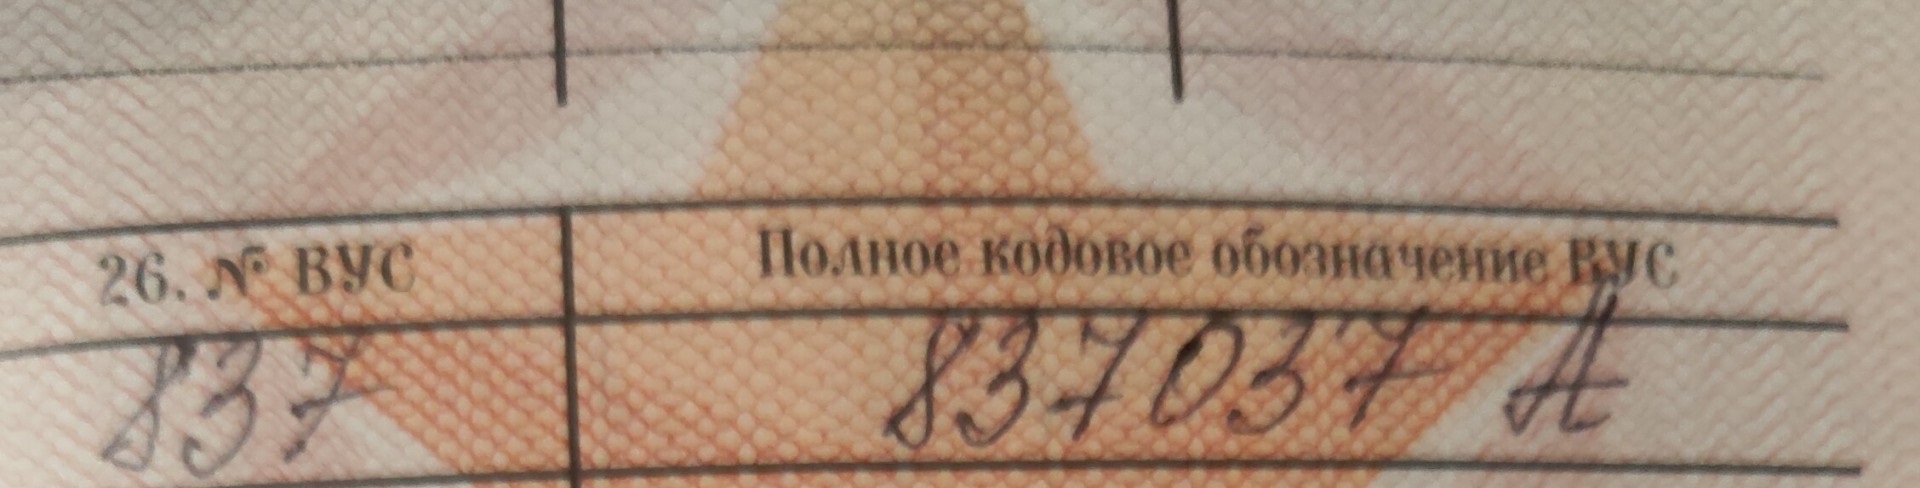 26. № ВУС Полное кодовое обозначение ВУС
837 837037 А